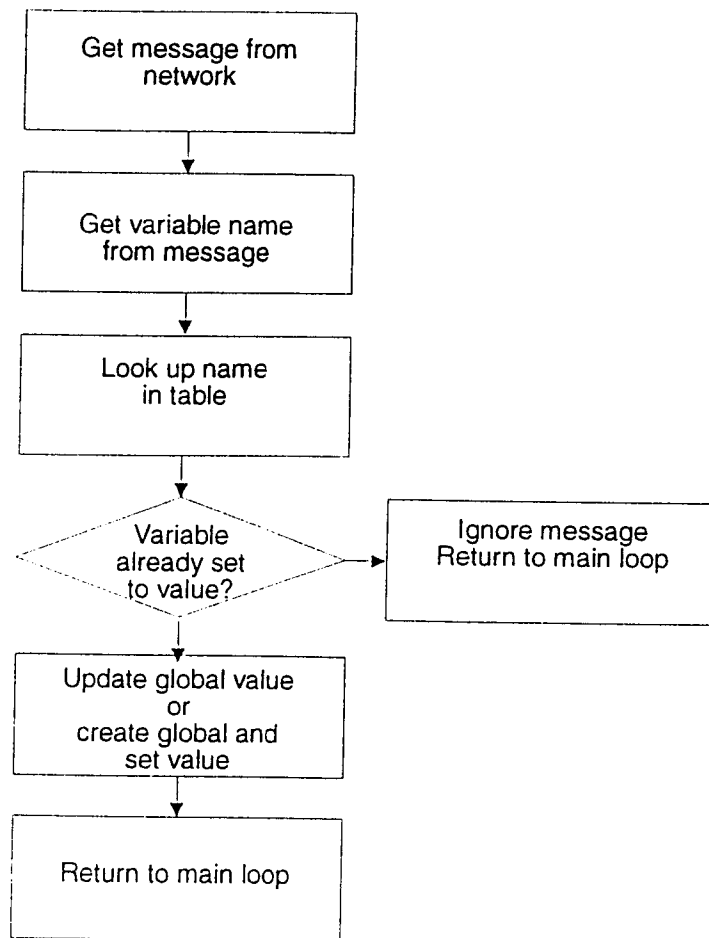 Get message from
network
Get variable name
from message
Look up name
in table
Variable
already set
to value?
Ignore message
Return to main loop
Update global value
or
create global and
set value
Return to main loop